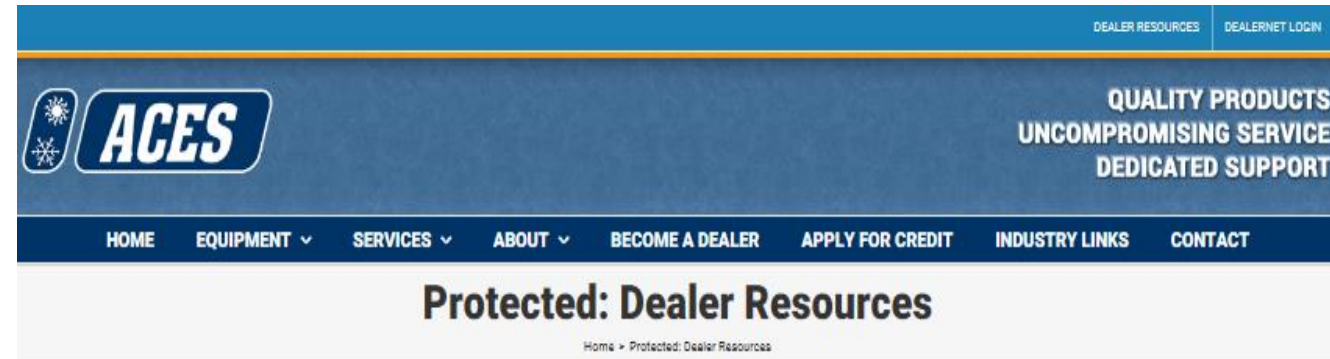 DEALER RESOURCES DEALERNET LOGIN
ACES
QUALITY PRODUCTS
UNCOMPROMISING SERVICE
DEDICATED SUPPORT
HOME EQUIPMENT SERVICES ABOUT BECOME A DEALER APPLY FOR CREDIT INDUSTRY LINKS CONTACT
Protected: Dealer Resources
Home > Protected: Dealer Resources